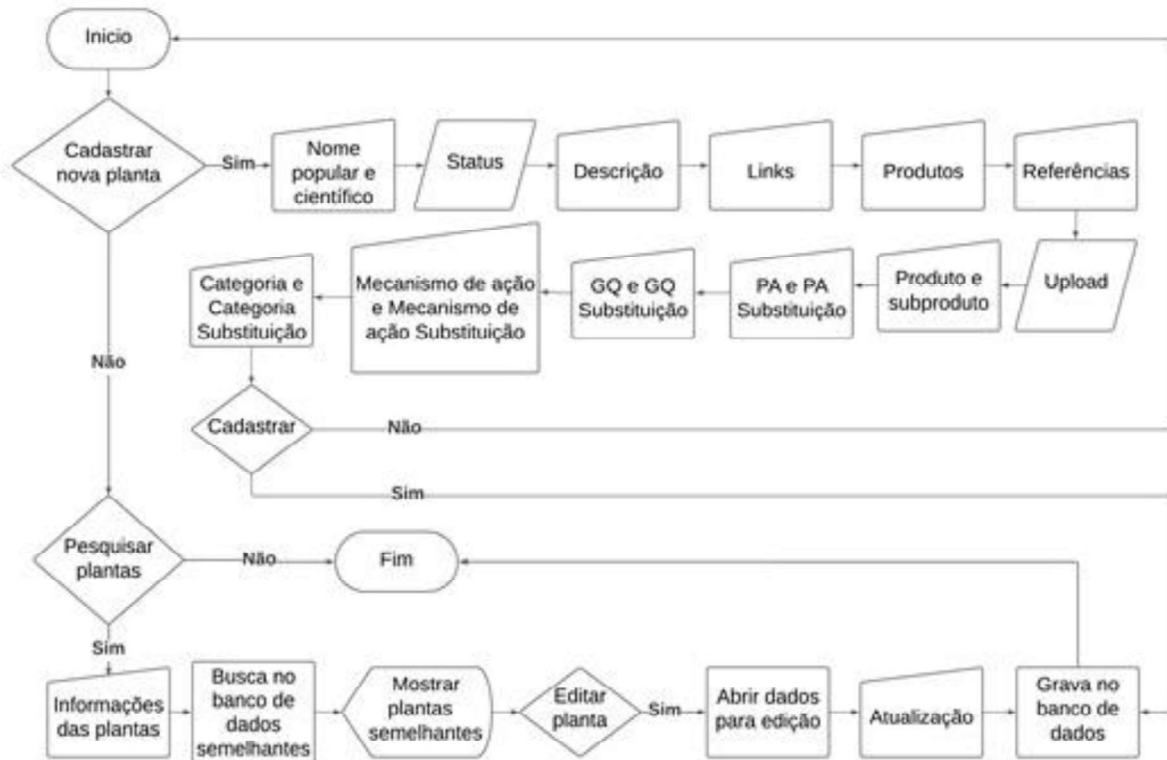 Inicio
Cadastrar
nova planta
Sim
Nome
popular e
científico
Status
Descrição
Links
Produtos
Referências
Upload
Produto e
subproduto
PA e PA
Substituição
GQ e GQ
Substituição
Mecanismo de ação
e Mecanismo de
ação Substituição
Categoria e
Categoria
Substituição
Não
Cadastrar
Não
Sim
Pesquisar
plantas
Não
Fim
Sim
Informações
das plantas
Busca no
banco de
dados
semelhantes
Mostrar
plantas
semelhantes
Editar
planta
Sim
Abrir dados
para edição
Atualização
Grava no
banco de
dados